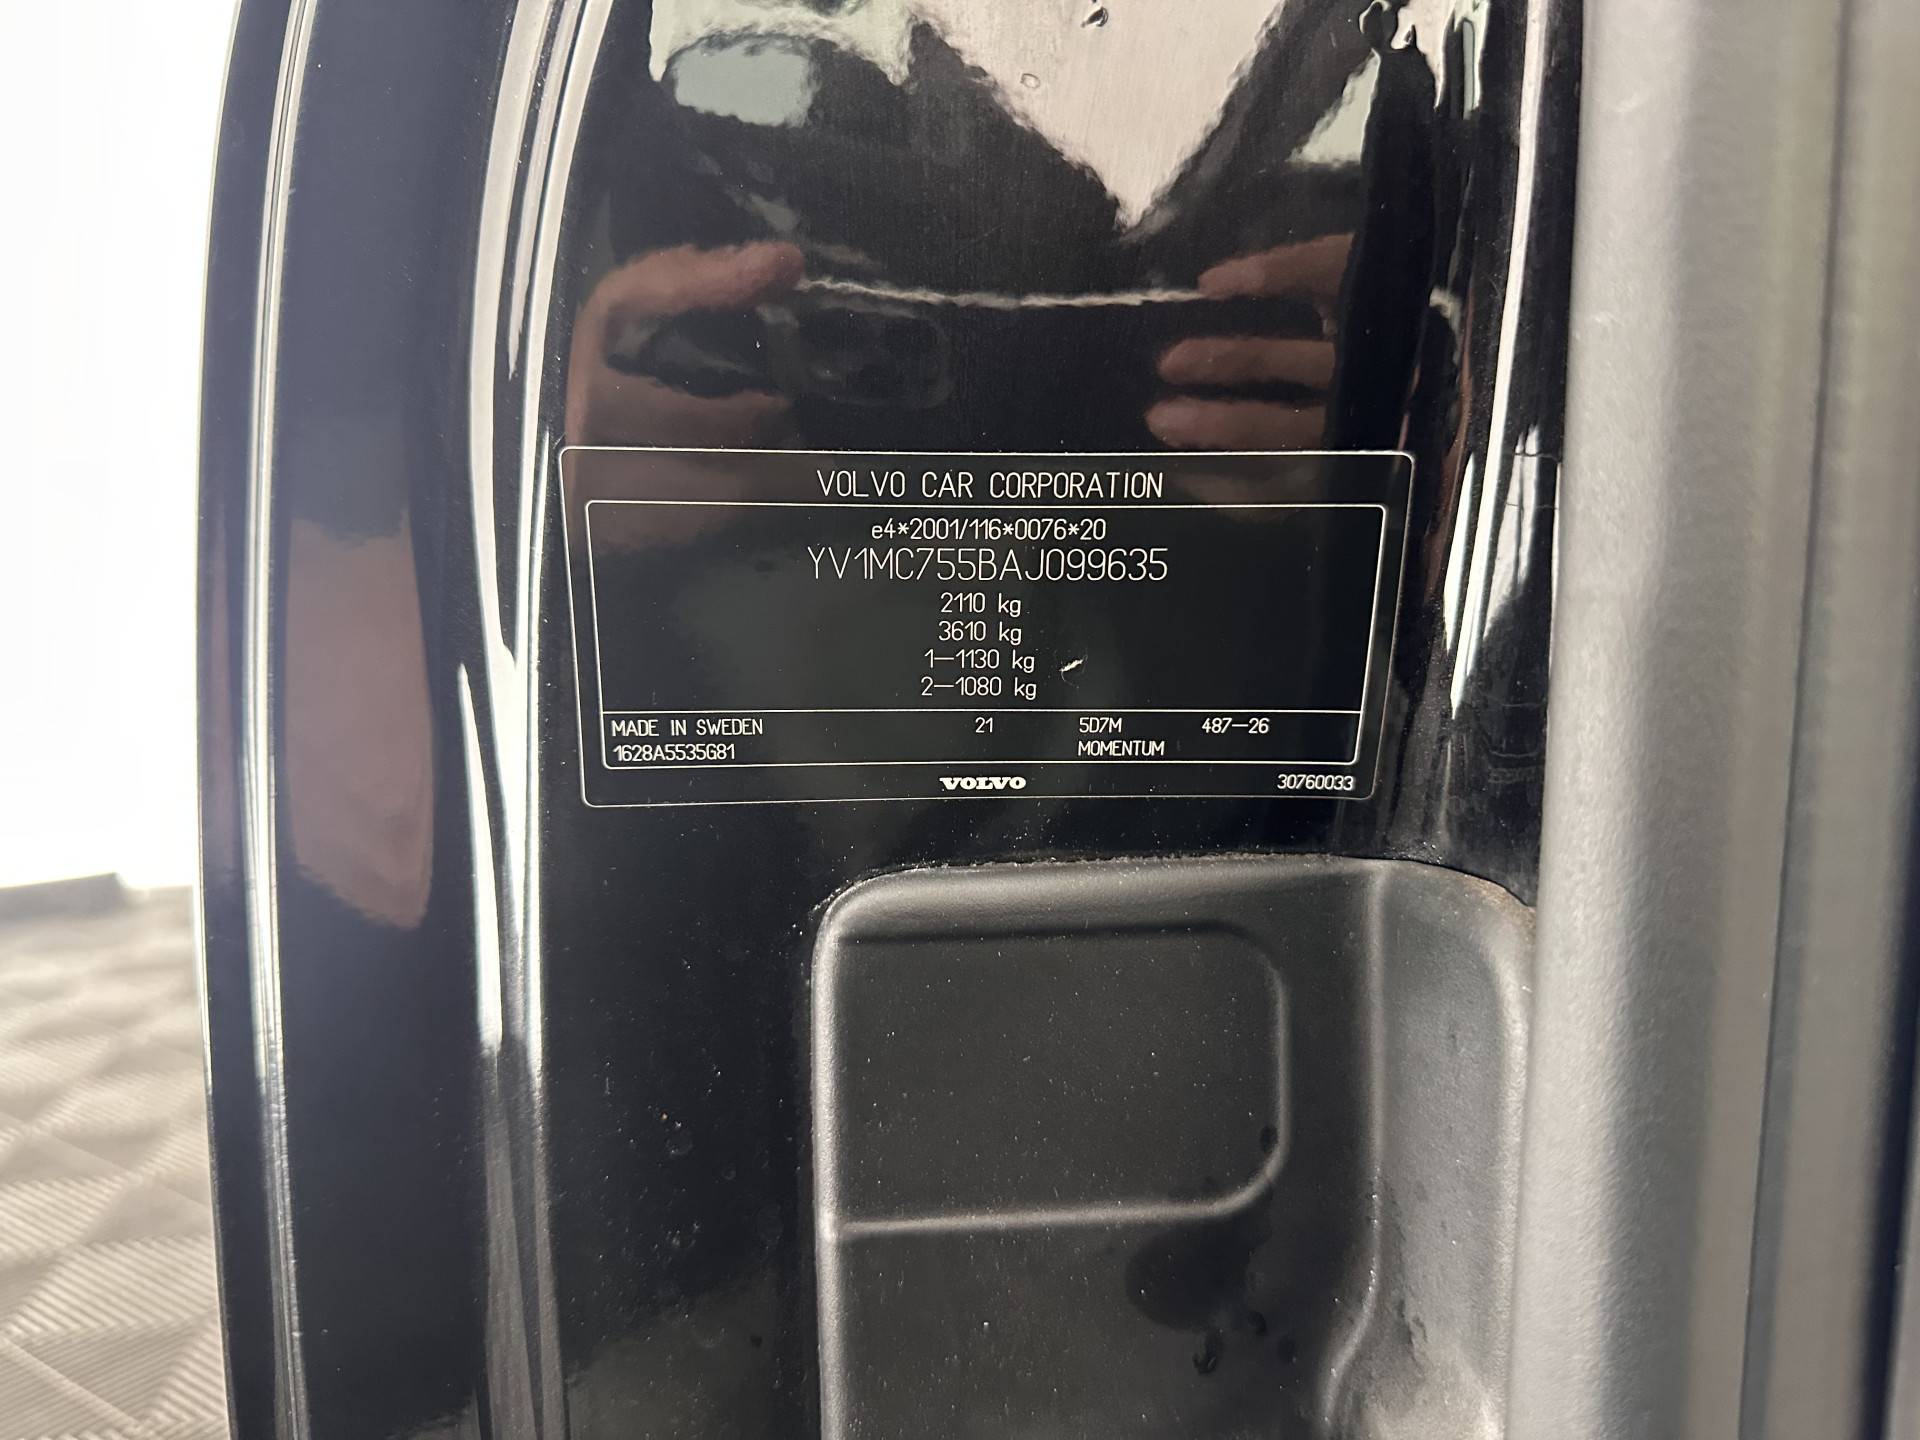 VOLVO CAR CORPORATION
e4*2001/116*0076*20
YV1MC755BAJ099635
2110 kg
3610 kg
1-1130 kg
2-1080 kg
MADE IN SWEDEN 21 5D7M 487-26
1628A5535G81 MOMENTUM
VOLVO 30760033